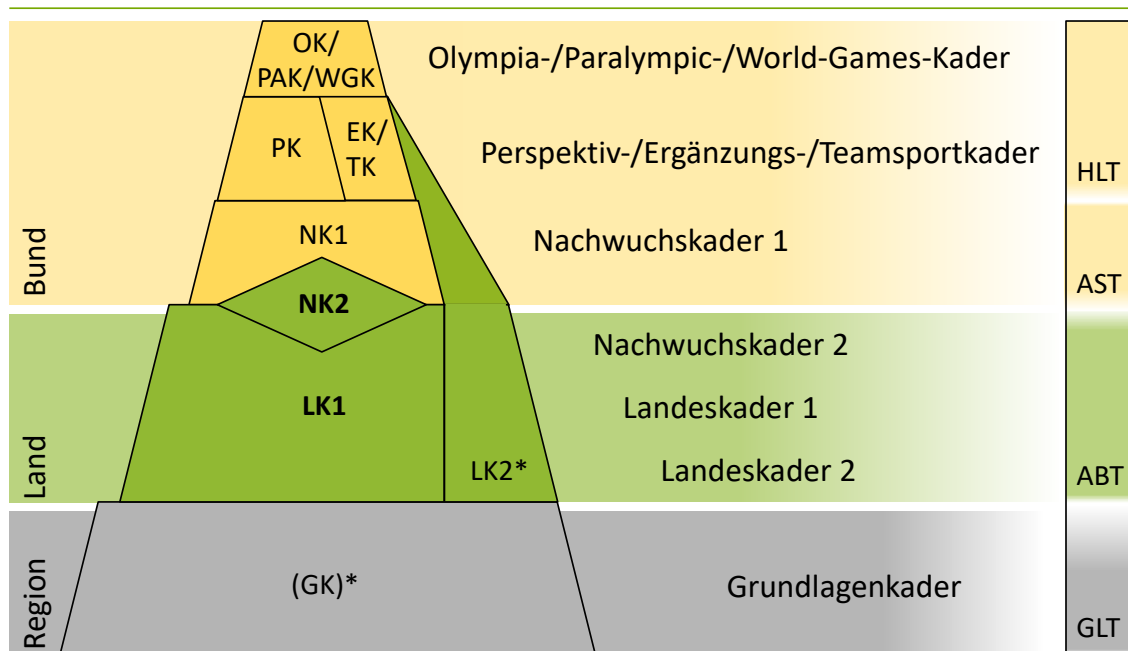 OK/
PAK/WGK
Olympia-/Paralympic-/World-Games-Kader
PK
EK/
TK
Perspektiv-/Ergänzungs-/Teamsportkader
HLT
NK1
Nachwuchskader 1
Bund
AST
NK2
Nachwuchskader 2
LK1
Landeskader 1
LK2*
Landeskader 2
Land
ABT
(GK)*
Grundlagenkader
Region
GLT